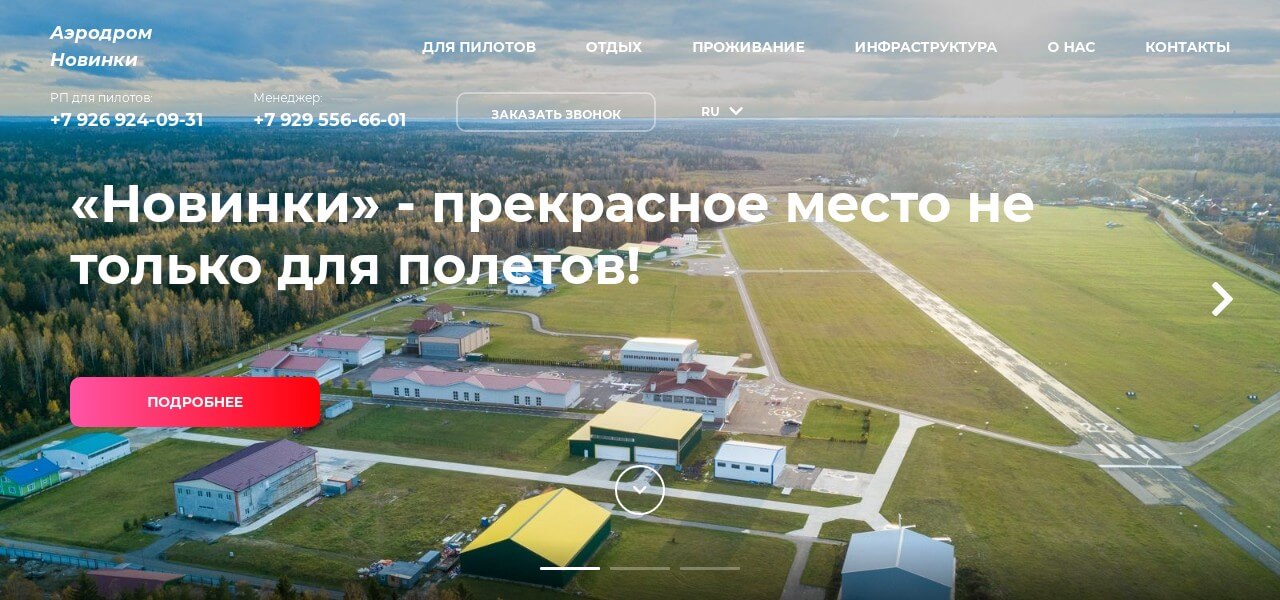 Аэродром
Новинки
ДЛЯ ПИЛОТОВ ОТДЫХ ПРОЖИВАНИЕ ИНФРАСТРУКТУРА О НАС КОНТАКТЫ
РП для пилотов: Менеджер:
+7 926 924-09-31 +7 929 556-66-01 ЗАКАЗАТЬ ЗВОНОК RU
«Новинки» - прекрасное место не
только для полетов!
ПОДРОБНЕЕ
22